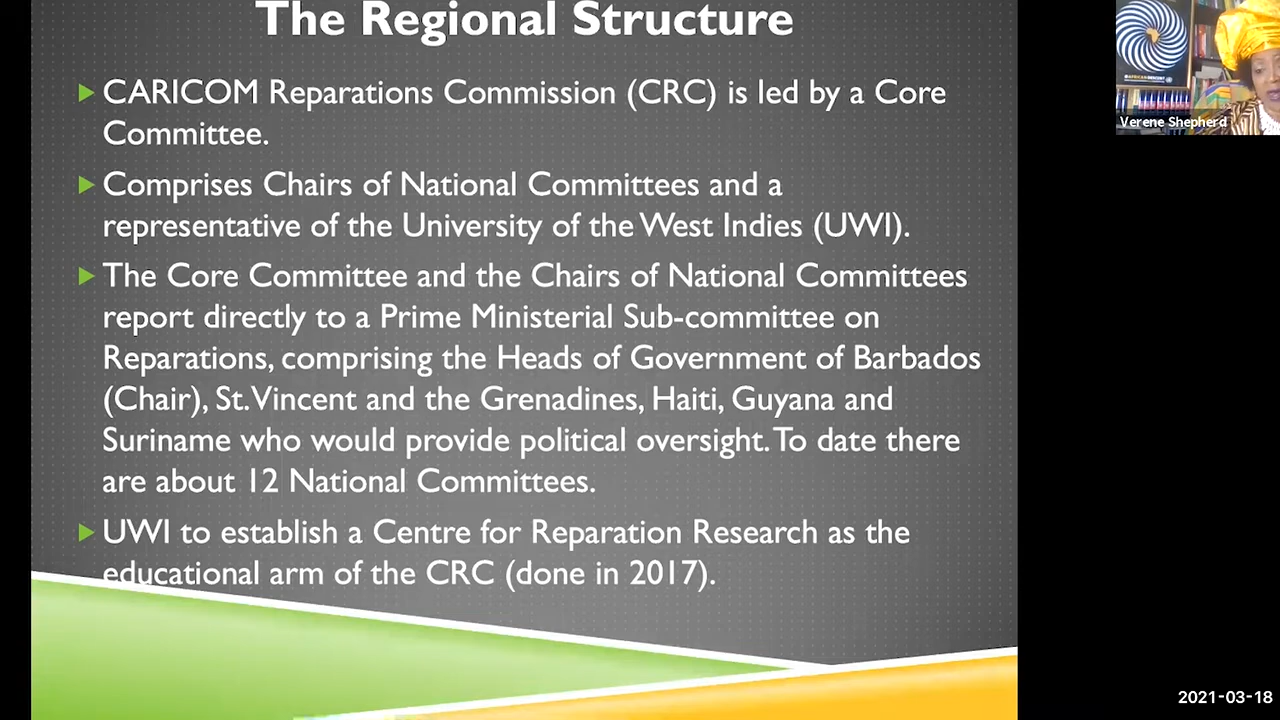 The Regional Structure
CARICOM Reparations Commission (CRC) is led by a Core
Committee.
Comprises Chairs of National Committees and a
representative of the University of the West Indies (UWI).
The Core Committee and the Chairs of National Committees
report directly to a Prime Ministerial Sub-committee on
Reparations, comprising the Heads of Government of Barbados
(Chair), St. Vincent and the Grenadines, Haiti, Guyana and
Suriname who would provide political oversight. To date there
are about 12 National Committees.
UWI to establish a Centre for Reparation Research as the
educational arm of the CRC (done in 2017).
Verene Shepherd
2021-03-18